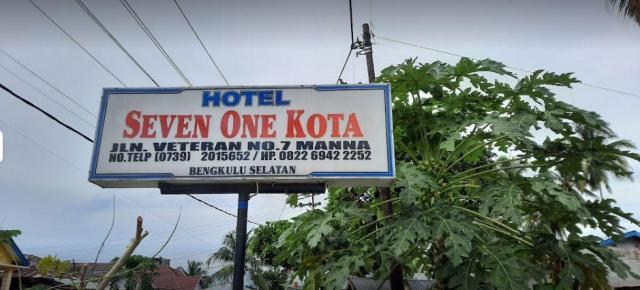 HOTEL
SEVEN ONE KOTA
JLN. VETERAN NO.7 MANNA
NO.TELP (0739) 2015652 / HP. 0822 6942 2252
BENGKULU SELATAN